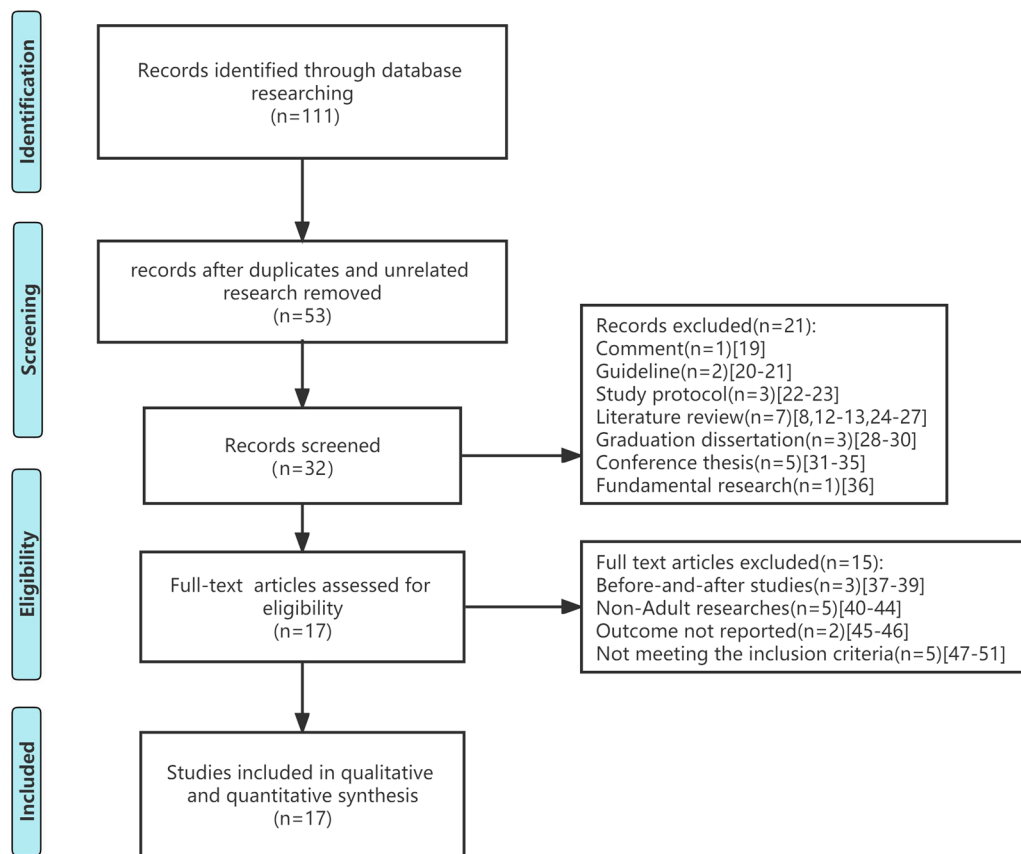 Identification
Records identified through database
researching
(n=111)
Screening
records after duplicates and unrelated
research removed
(n=53)
Records screened
(n=32)
Records excluded(n=21):
Comment(n=1)[19]
Guideline(n=2)[20-21]
Study protocol(n=3)[22-23]
Literature review(n=7)[8,12-13,24-27]
Graduation dissertation(n=3)[28-30]
Conference thesis(n=5)[31-35]
Fundamental research(n=1)[36]
Eligibility
Full-text articles assessed for
eligibility
(n=17)
Full text articles excluded(n=15):
Before-and-after studies(n=3)[37-39]
Non-Adult researches(n=5)[40-44]
Outcome not reported(n=2)[45-46]
Not meeting the inclusion criteria(n=5)[47-51]
Included
Studies included in qualitative
and quantitative synthesis
(n=17)